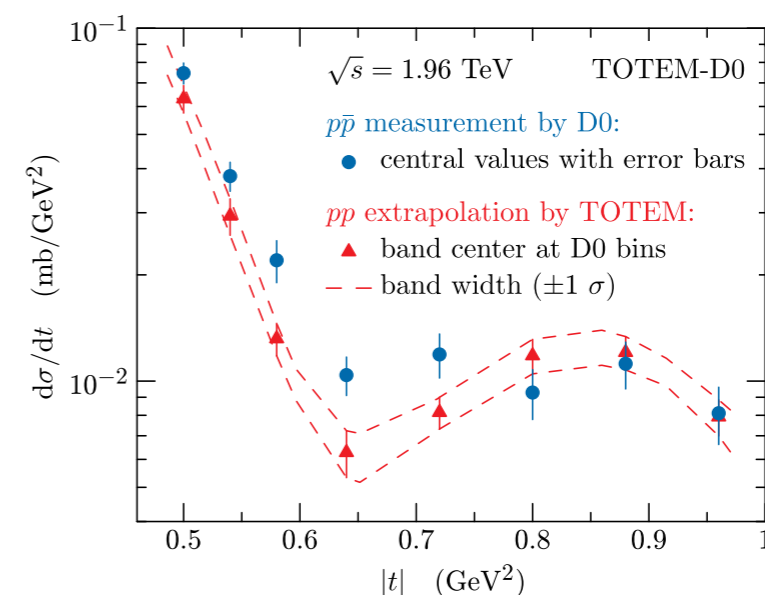 10⁻¹
√s = 1.96 TeV TOTEM-D0
pp̄ measurement by D0:
central values with error bars
pp extrapolation by TOTEM:
band center at D0 bins
band width (±1 σ)
dσ/dt (mb/GeV²)
10⁻²
0.5 0.6 0.7 0.8 0.9 1
|t| (GeV²)